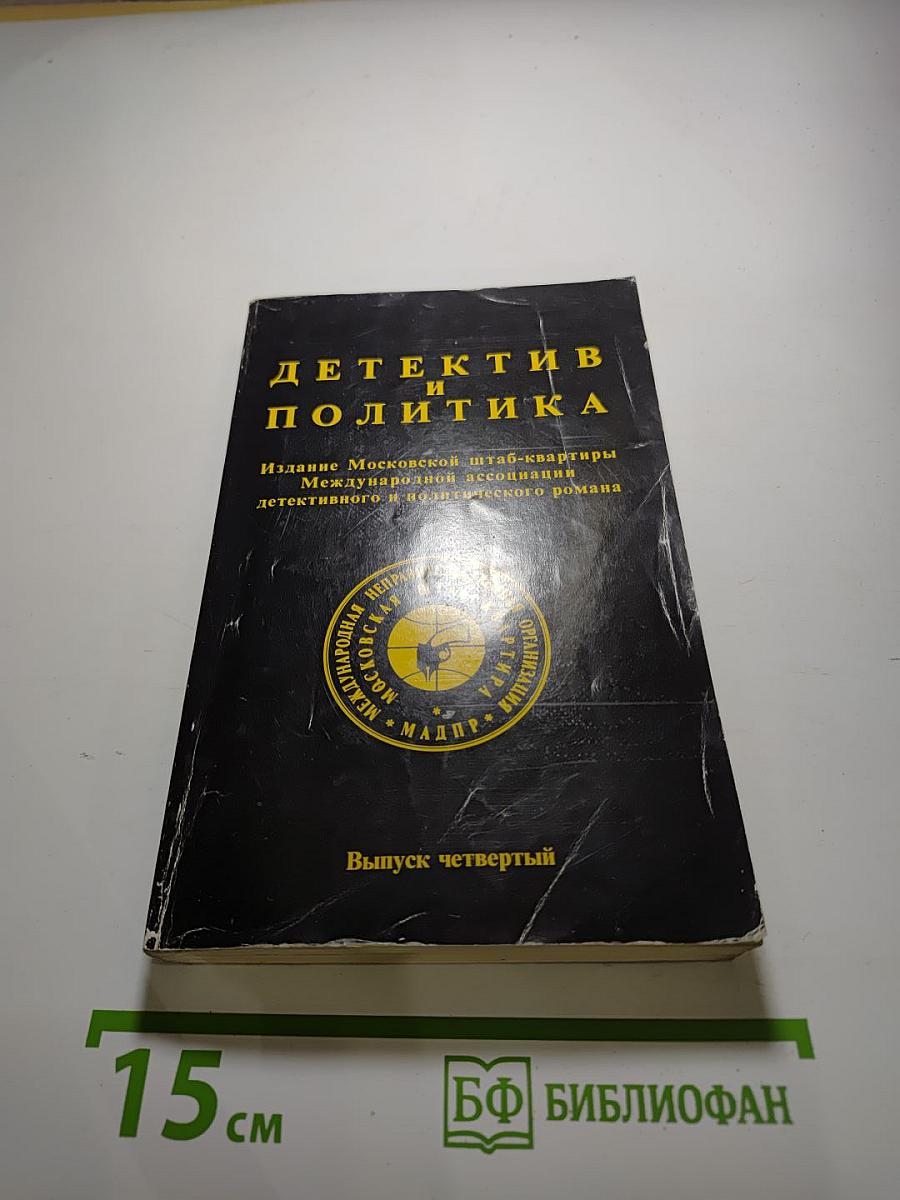 ДЕТЕКТИВ
И
ПОЛИТИКА
Издание Московской штаб-квартиры
Международной ассоциации
детективного и политического романа
МЕЖДУНАРОДНАЯ ОРГАНИЗАЦИЯ
МОСКОВСКАЯ
* МАДПР *
Выпуск четвертый
15 см
БФ БИБЛИОФАН